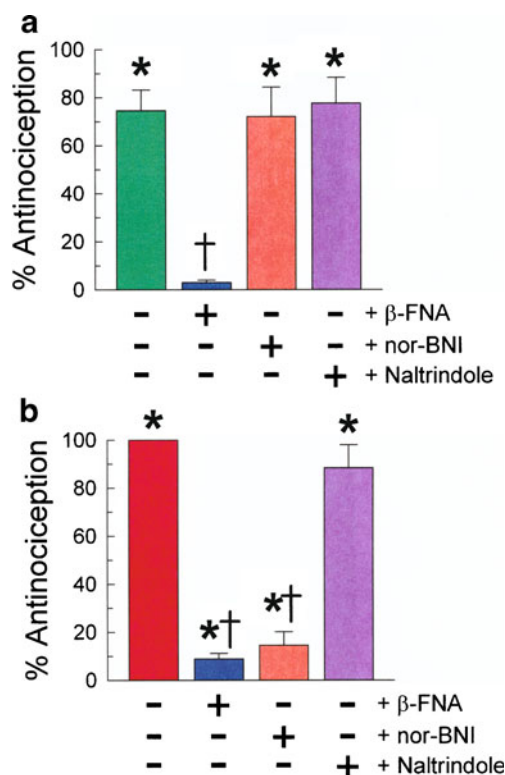 a
% Antinociception
100
80
60
40
20
0
*
†
*
*
- + - - + β-FNA
- - + - + nor-BNI
- - - + + Naltrindole
b
% Antinociception
100
80
60
40
20
0
*
*†
*†
*
- + - - + β-FNA
- - + - + nor-BNI
- - - + + Naltrindole